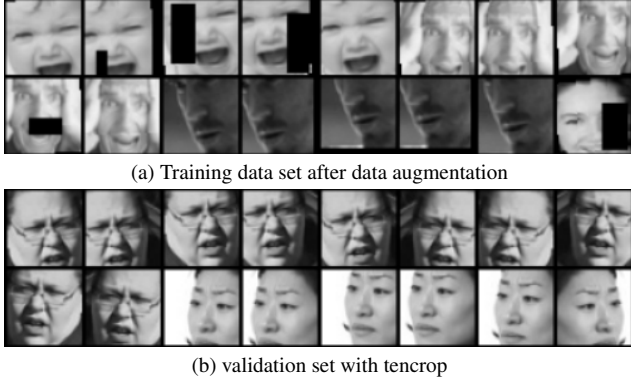 (a) Training data set after data augmentation
(b) validation set with tencrop